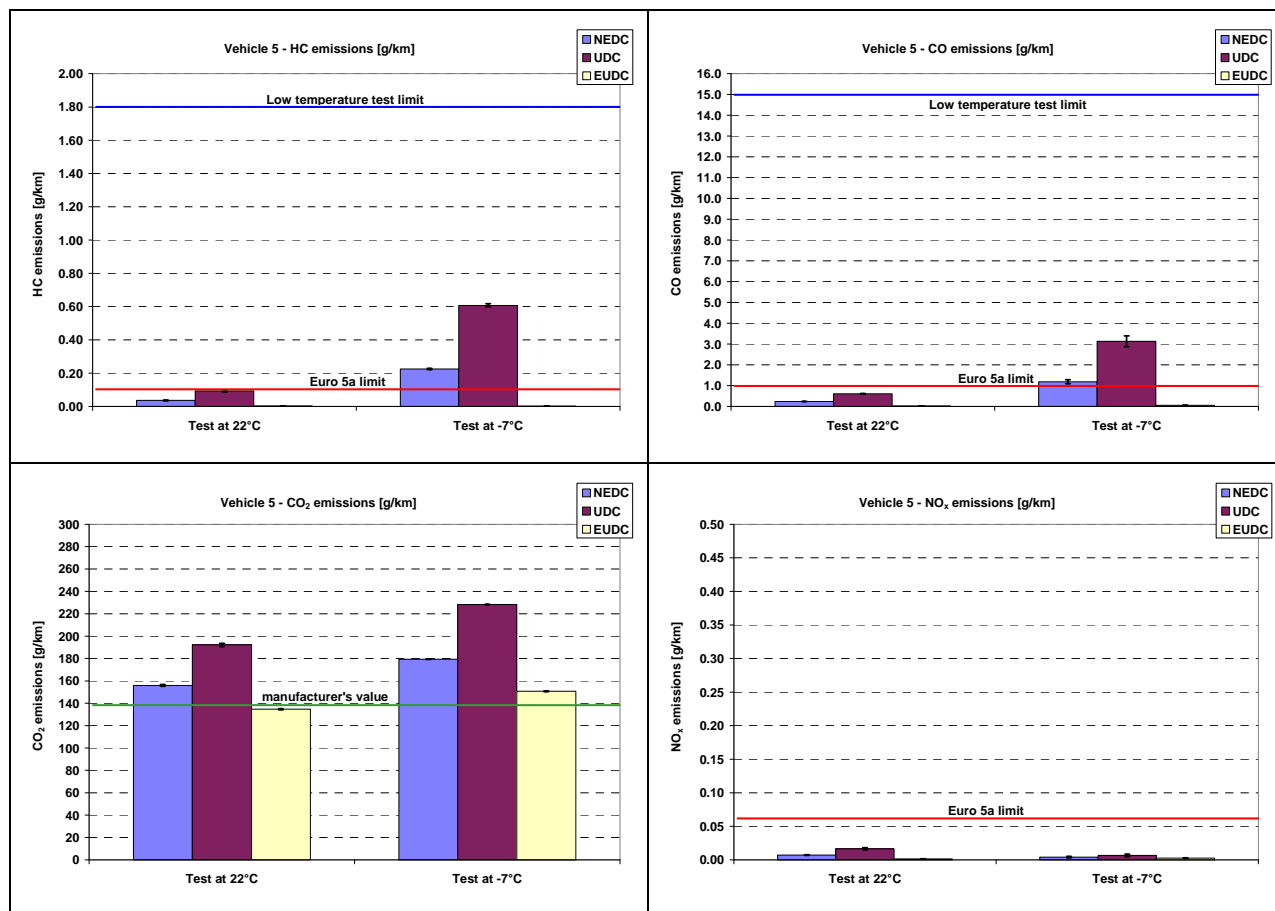 Vehicle 5 - HC emissions [g/km]
NEDC
UDC
EUDC
HC emissions [g/km]
2.00
1.80
1.60
1.40
1.20
1.00
0.80
0.60
0.40
0.20
0.00
Low temperature test limit
Euro 5a limit
Test at 22°C
Test at -7°C
Vehicle 5 - CO emissions [g/km]
NEDC
UDC
EUDC
CO emissions [g/km]
16.0
15.0
14.0
13.0
12.0
11.0
10.0
9.0
8.0
7.0
6.0
5.0
4.0
3.0
2.0
1.0
0.0
Low temperature test limit
Euro 5a limit
Test at 22°C
Test at -7°C
Vehicle 5 - CO₂ emissions [g/km]
NEDC
UDC
EUDC
CO₂ emissions [g/km]
300
280
260
240
220
200
180
160
140
120
100
80
60
40
20
0
manufacturer's value
Test at 22°C
Test at -7°C
Vehicle 5 - NOₓ emissions [g/km]
NEDC
UDC
EUDC
NOₓ emissions [g/km]
0.50
0.45
0.40
0.35
0.30
0.25
0.20
0.15
0.10
0.05
0.00
Euro 5a limit
Test at 22°C
Test at -7°C